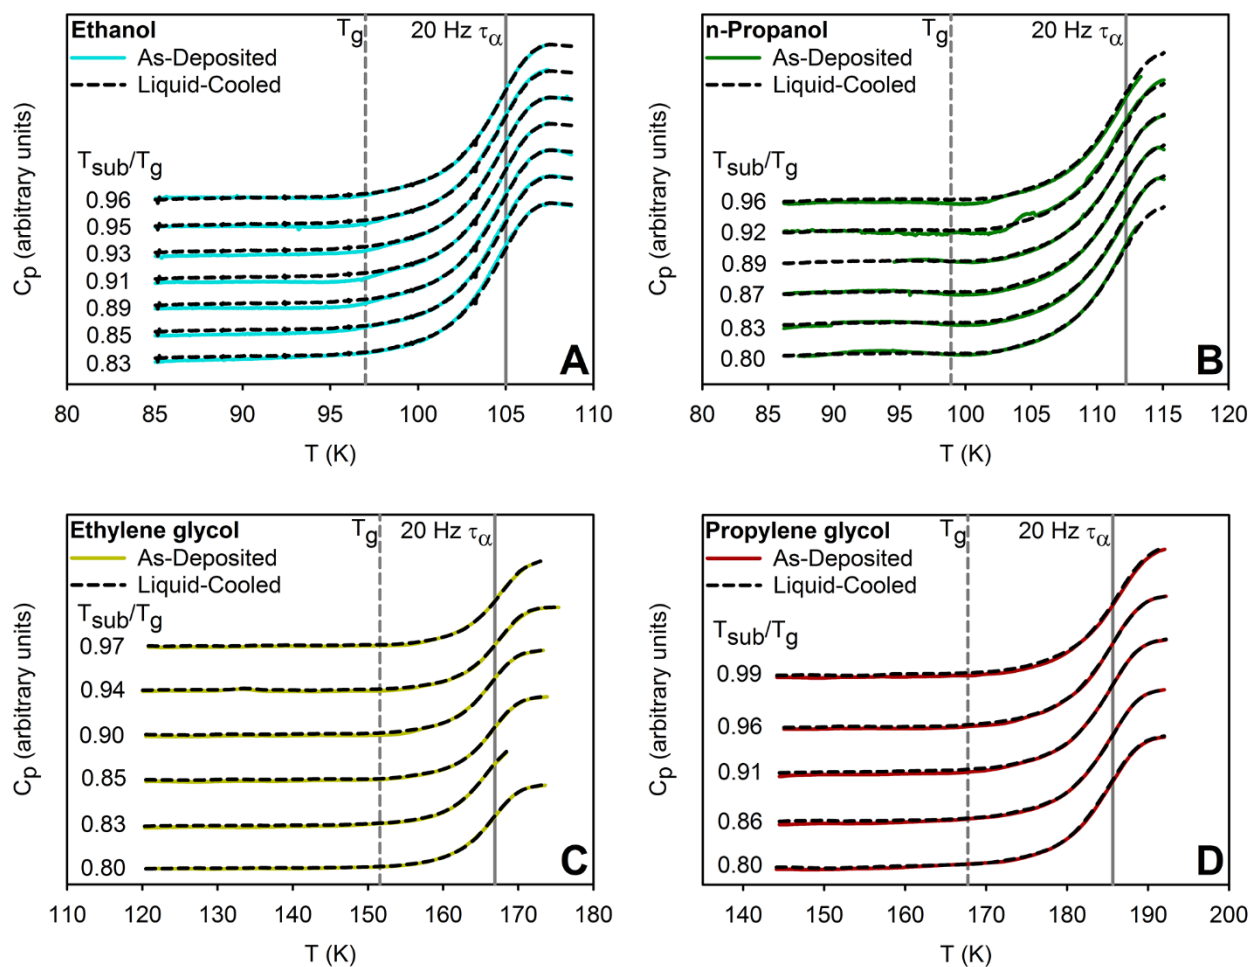 Ethanol
As-Deposited
Liquid-Cooled
Tg
20 Hz τα
Tsub/Tg
0.96
0.95
0.93
0.91
0.89
0.85
0.83
A
Cp (arbitrary units)
80 85 90 95 100 105 110
T (K)
n-Propanol
As-Deposited
Liquid-Cooled
Tg
20 Hz τα
Tsub/Tg
0.96
0.92
0.89
0.87
0.83
0.80
B
Cp (arbitrary units)
80 85 90 95 100 105 110 115 120
T (K)
Ethylene glycol
As-Deposited
Liquid-Cooled
Tg
20 Hz τα
Tsub/Tg
0.97
0.94
0.90
0.85
0.83
0.80
C
Cp (arbitrary units)
110 120 130 140 150 160 170 180
T (K)
Propylene glycol
As-Deposited
Liquid-Cooled
Tg
20 Hz τα
Tsub/Tg
0.99
0.96
0.91
0.86
0.80
D
Cp (arbitrary units)
140 150 160 170 180 190 200
T (K)